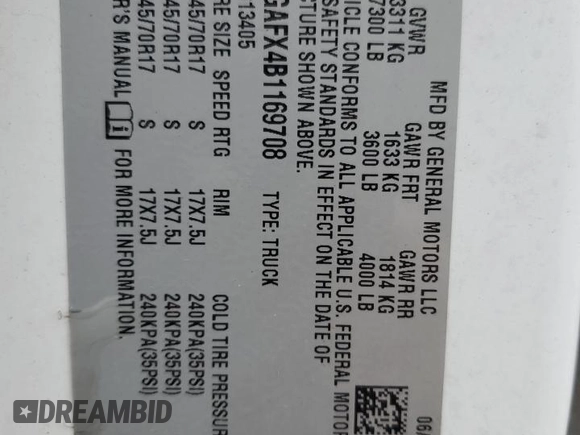 MFD BY GENERAL MOTORS LLC
06/
GVWR GAWR FRT GAWR RR
3311 KG 1633 KG 1814 KG
7300 LB 3600 LB 4000 LB
ICLE CONFORMS TO ALL APPLICABLE U.S. FEDERAL MOTOR
SAFETY STANDARDS IN EFFECT ON THE DATE OF
CTURE SHOWN ABOVE.
GAFX4B1169708 TYPE: TRUCK
13405
RE SIZE SPEED RTG RIM COLD TIRE PRESSUR
45/70R17 S 17X7.5J 240KPA(35PSI)
45/70R17 S 17X7.5J 240KPA(35PSI)
45/70R17 S 17X7.5J 240KPA(35PSI)
R'S MANUAL FOR MORE INFORMATION.
DREAMBID